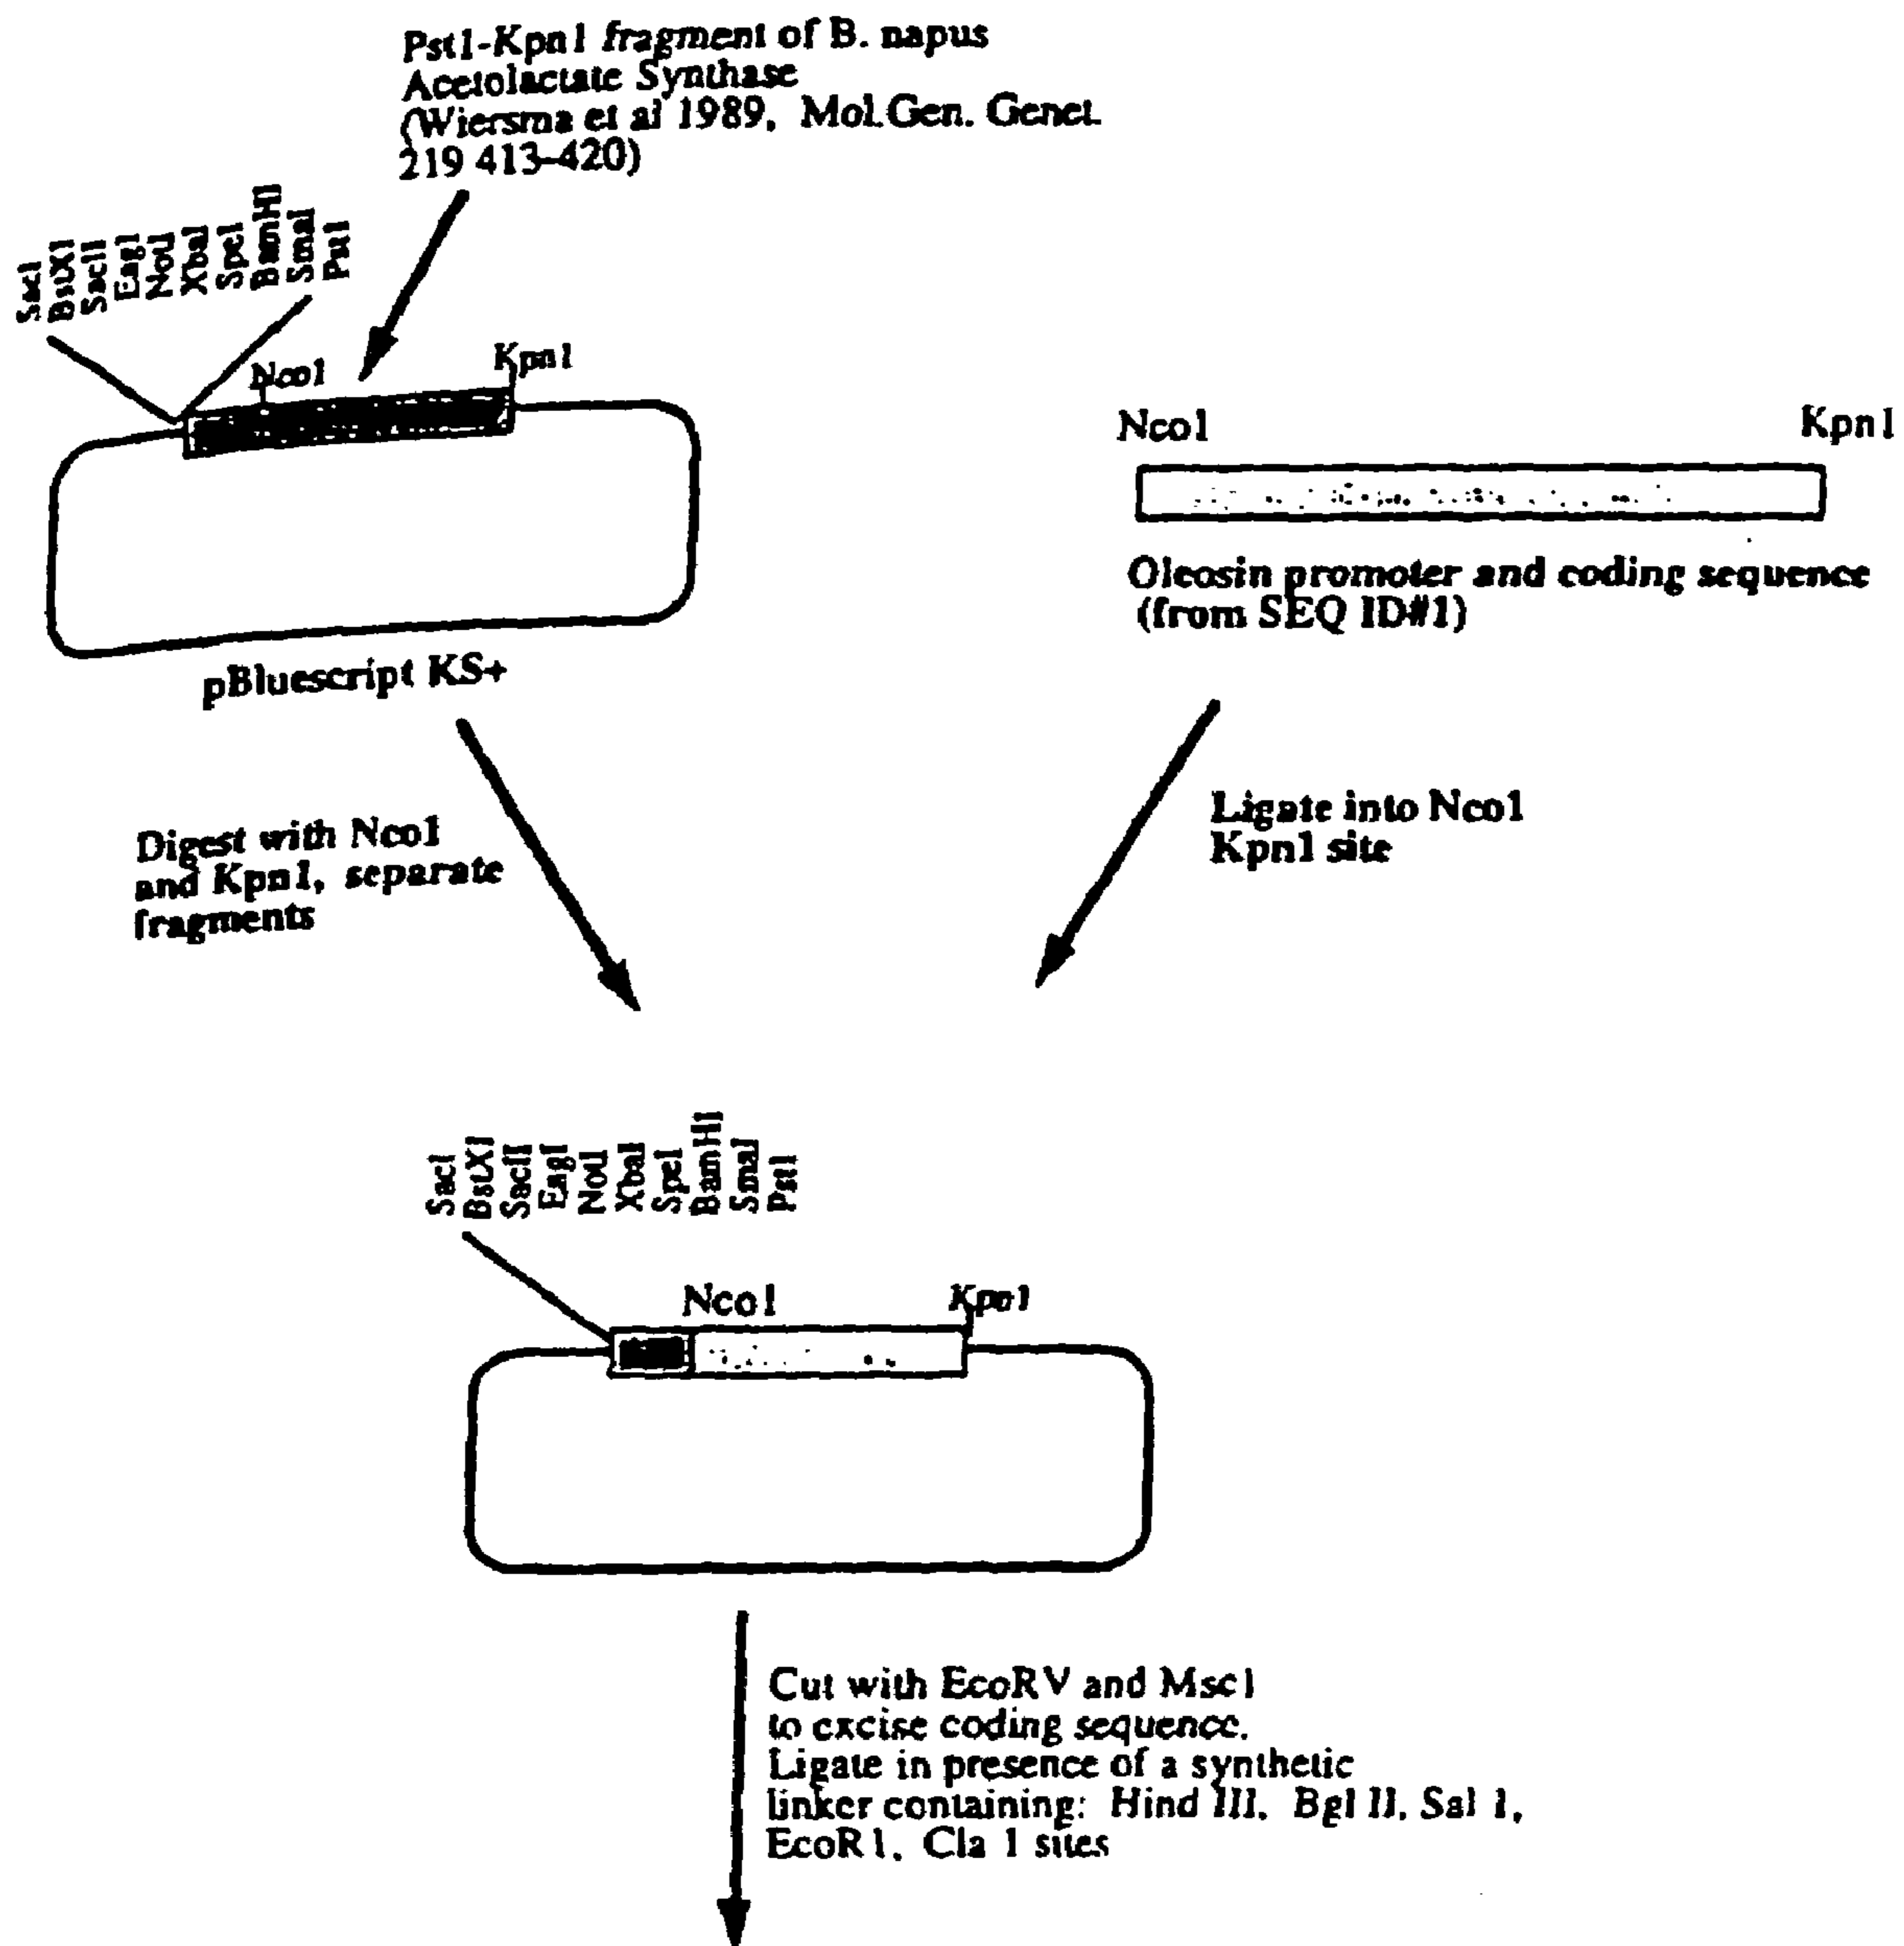 Pst1-Kpn1 fragment of B. napus
Acetolactate Synthase
(Wiersma et al 1989, Mol.Gen. Genet.
219 413-420)
SacI
BstXI
SacII
EagI
NotI
XbaI
SpeI
BamHI
SmaI
PstI
Nco1
Kpn1
pBluescript KS+
Nco1
Kpn1
Oleosin promoter and coding sequence
(from SEQ ID#1)
Digest with Nco1
and Kpn1, separate
fragments
Ligate into Nco1
Kpn1 site
SacI
BstXI
SacII
EagI
NotI
XbaI
SpeI
BamHI
SmaI
PstI
Nco1
Kpn1
Cut with EcoRV and Msc1
to excise coding sequence.
Ligate in presence of a synthetic
linker containing: Hind III, Bgl II, Sal 1,
EcoR1, Cla 1 sites